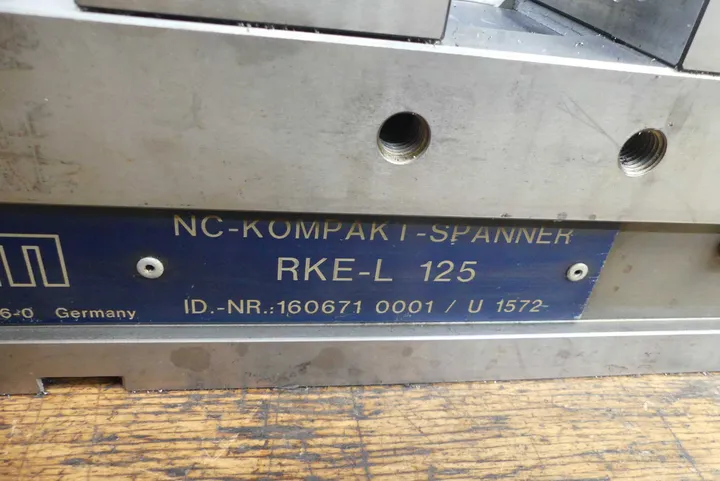 NC-KOMPAKT-SPANNER
RKE-L 125
6-0 Germany
ID.-NR.:160671 0001 / U 1572